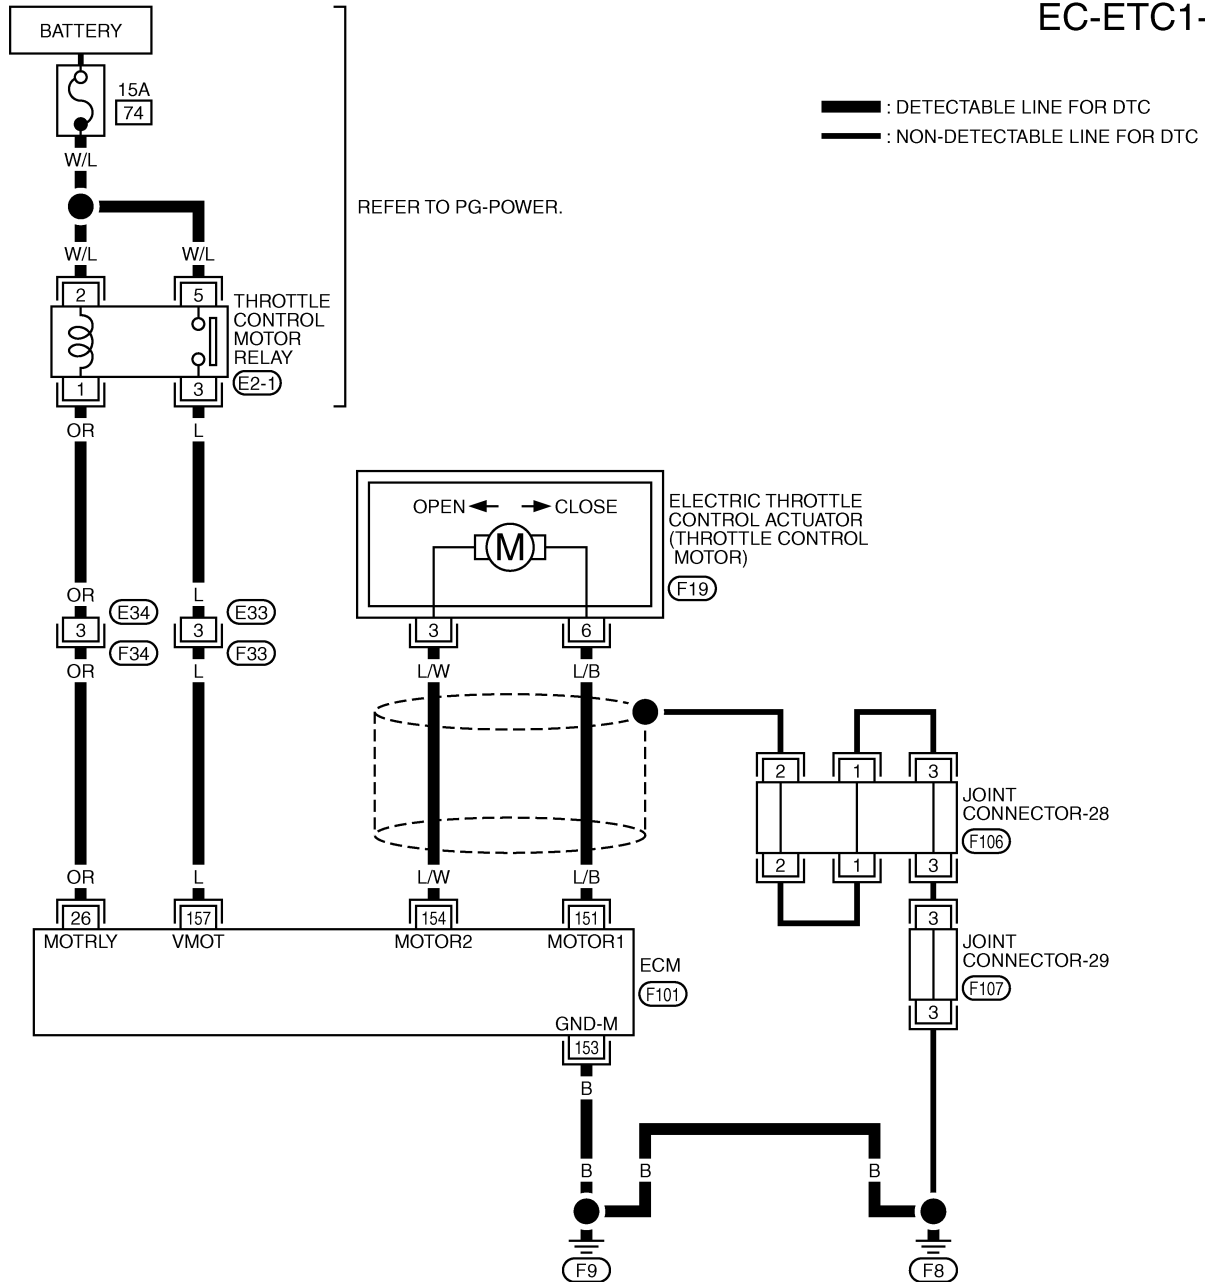 EC-ETC1-
BATTERY
15A
74
: DETECTABLE LINE FOR DTC
: NON-DETECTABLE LINE FOR DTC
W/L
REFER TO PG-POWER.
W/L W/L
2 5
THROTTLE
CONTROL
MOTOR
RELAY
E2-1
1 3
OR L
OPEN CLOSE
M
ELECTRIC THROTTLE
CONTROL ACTUATOR
(THROTTLE CONTROL
MOTOR)
F19
OR L
E34 E33
3 3 3 6
F34 F33
OR L L/W L/B
2 1 3
JOINT
CONNECTOR-28
F106
2 1 3
OR L L/W L/B
26 157 154 151 3
MOTRLY VMOT MOTOR2 MOTOR1
JOINT
CONNECTOR-29
F107
ECM
F101
3
GND-M
153
B
B B B
F9 F8